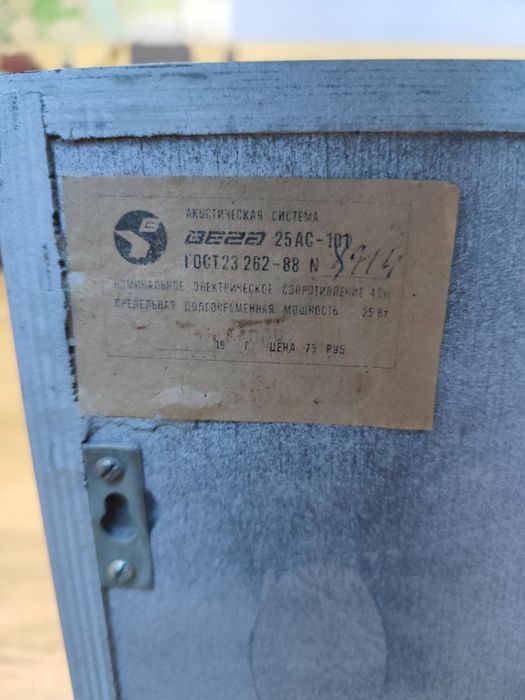 АКУСТИЧЕСКАЯ СИСТЕМА
ВЕГА 25АС-101
ГОСТ 23 262-88 N
НОМИНАЛЬНОЕ ЭЛЕКТРИЧЕСКОЕ СОПРОТИВЛЕНИЕ 4 Ом
ПРЕДЕЛЬНАЯ ДОЛГОВРЕМЕННАЯ МОЩНОСТЬ 25 Вт
19 Г. ЦЕНА 75 РУБ